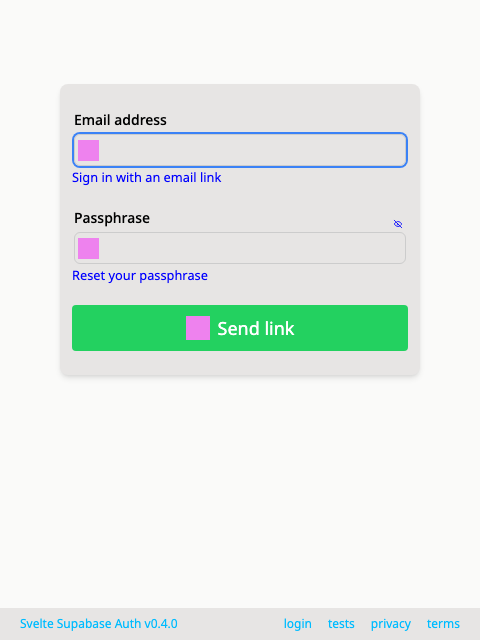 Email address
Sign in with an email link
Passphrase
Reset your passphrase
Send link
Svelte Supabase Auth v0.4.0 login tests privacy terms